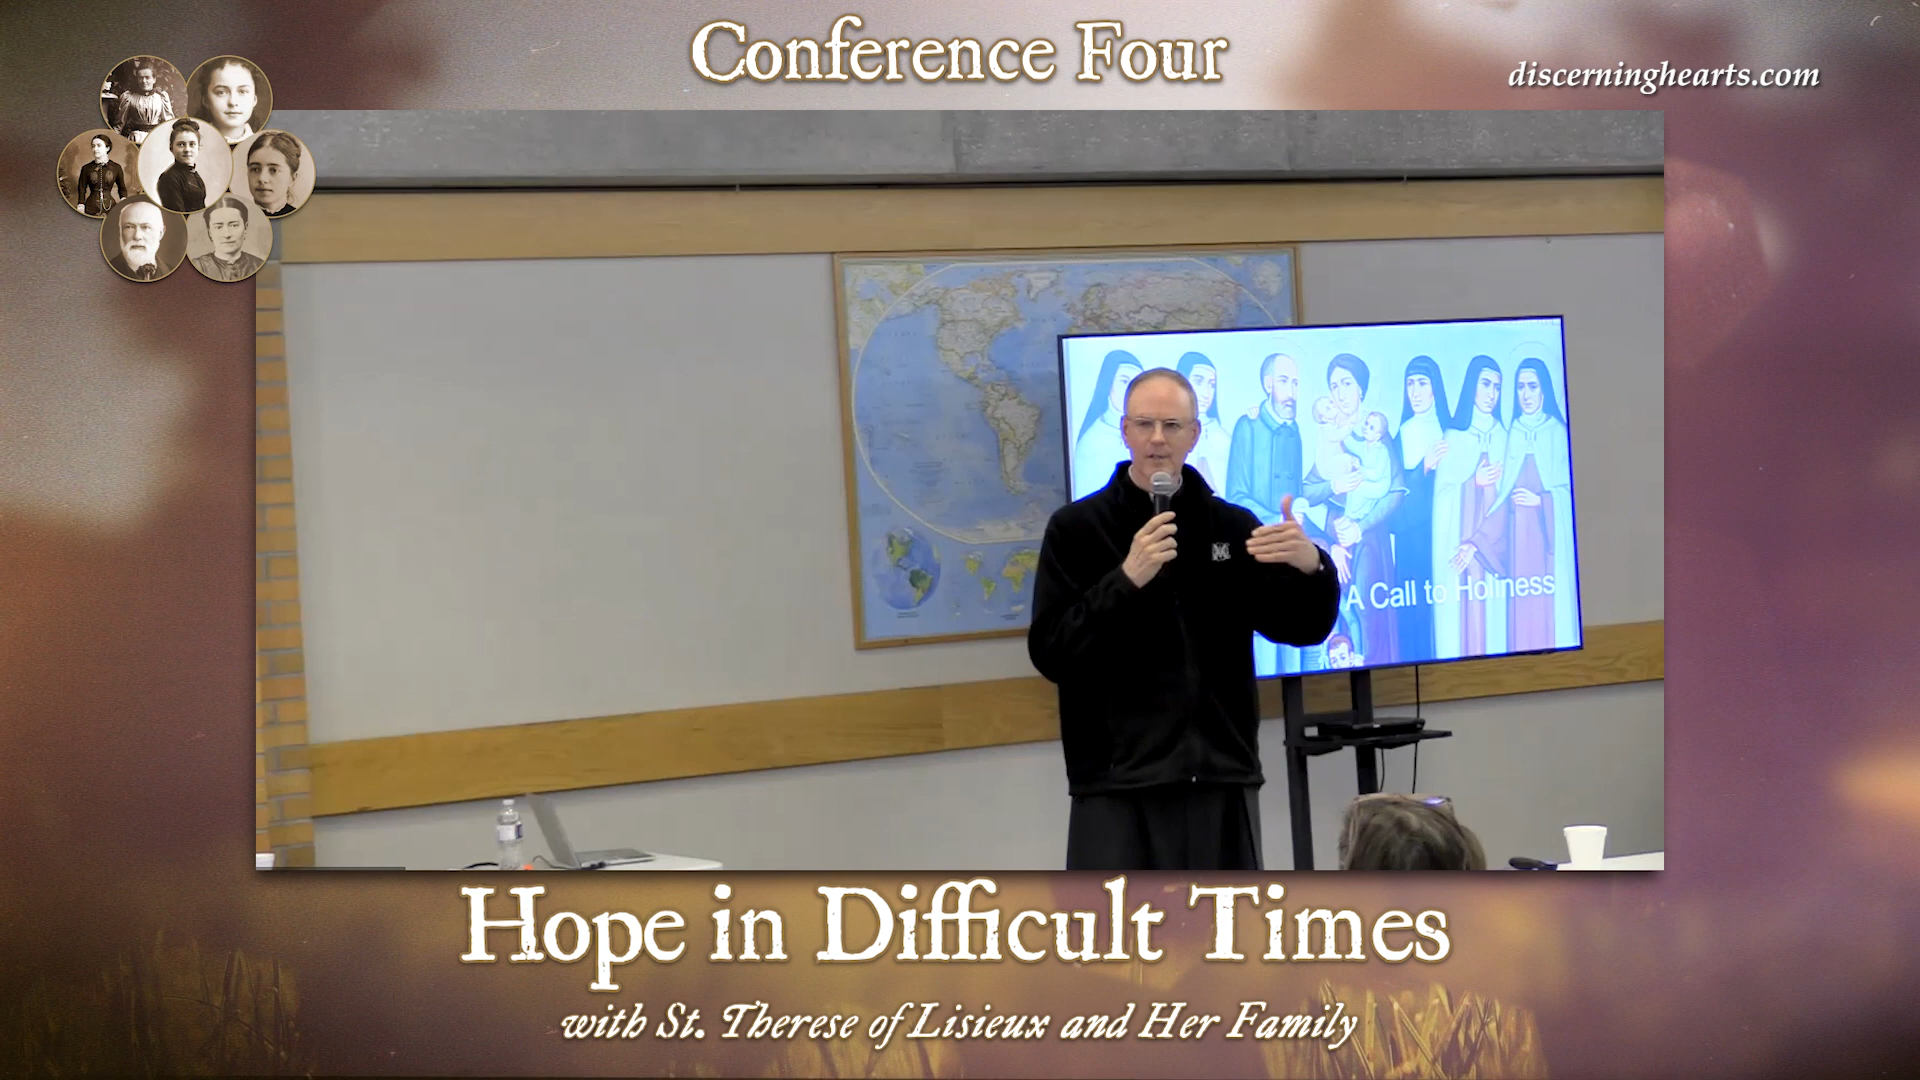 Conference Four
discerninghearts.com
A Call to Holiness
Hope in Difficult Times
with St. Therese of Lisieux and Her Family